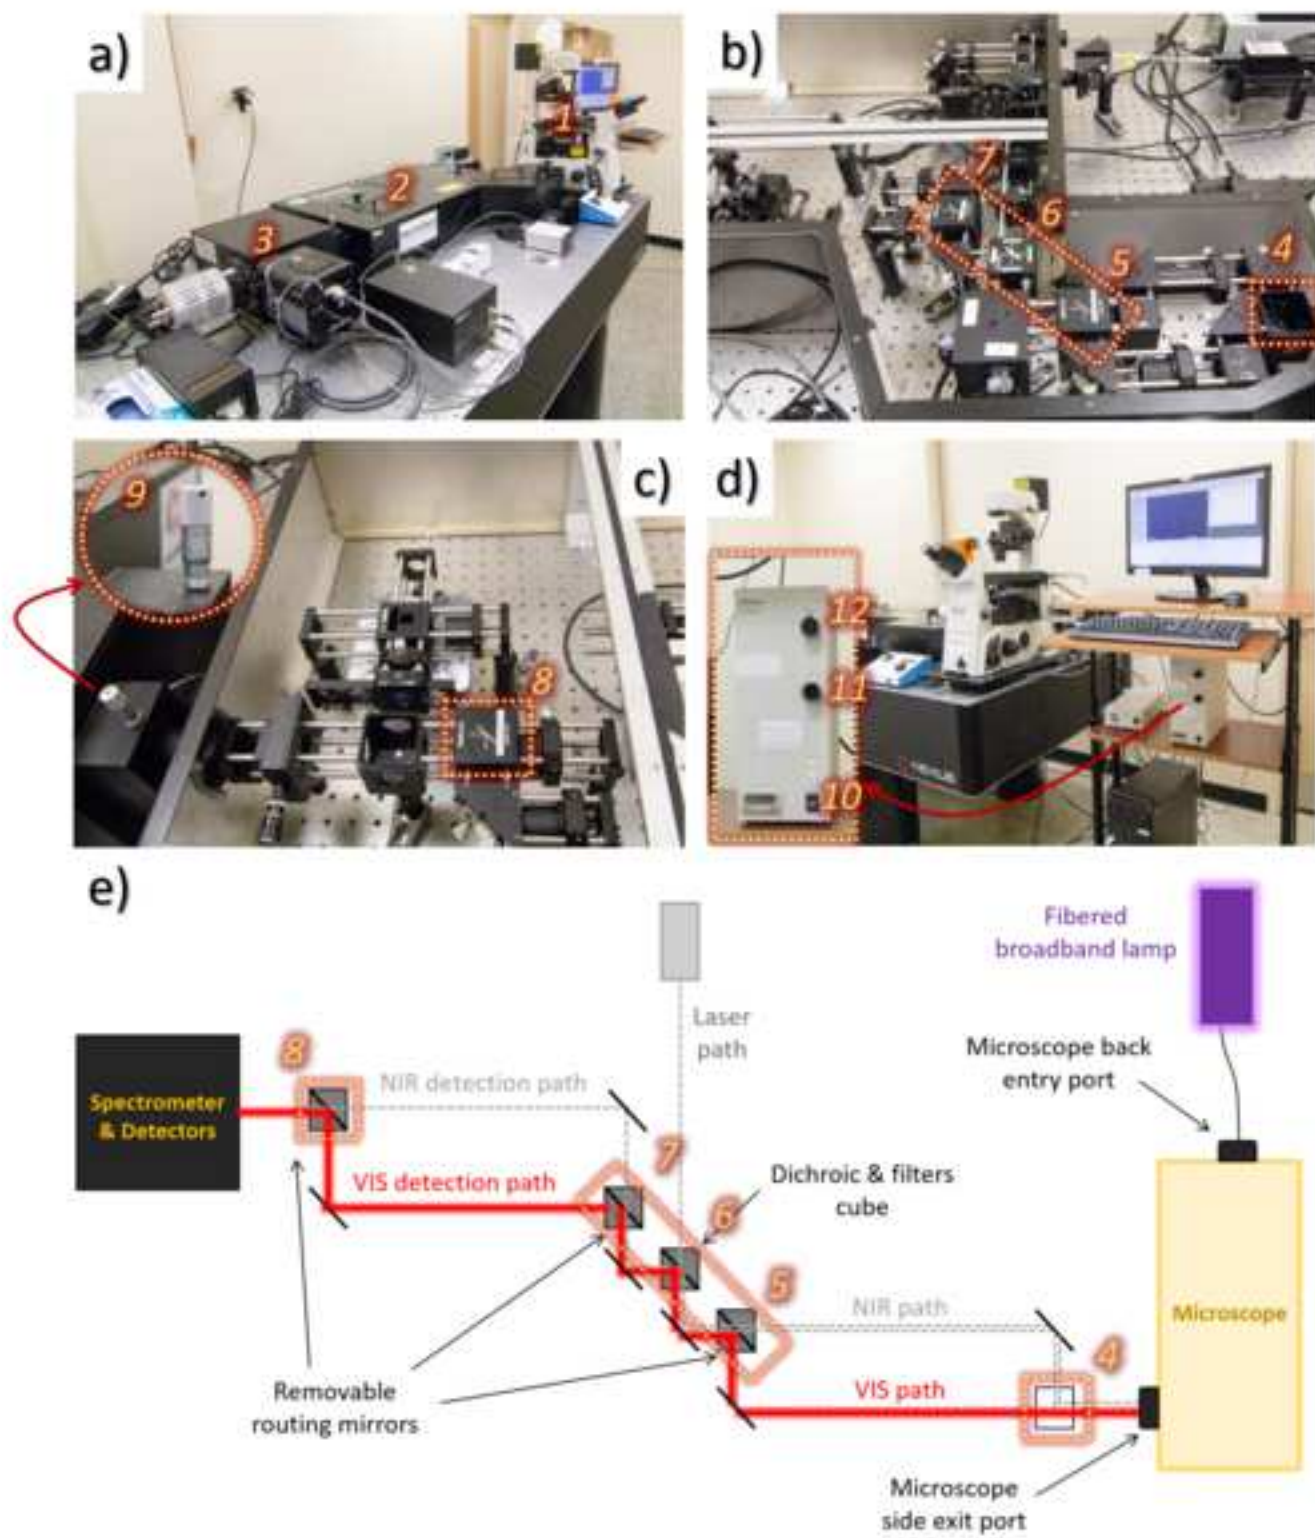 a)
1
2
3
b)
7
6
5
4
c)
9
8
d)
12
11
10
e)
Fibered
broadband lamp
Laser
path
Microscope back
entry port
8
NIR detection path
Spectrometer
& Detectors
7
VIS detection path
Dichroic & filters
cube
6
5
NIR path
Microscope
4
Removable
routing mirrors
VIS path
Microscope
side exit port